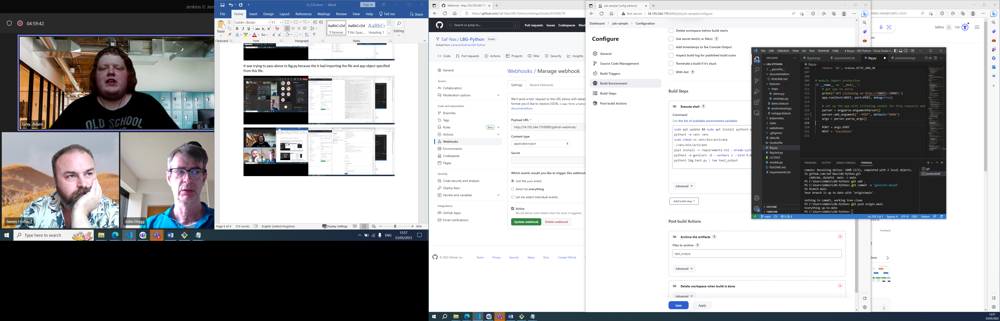 Jenkins II: Jen
04:59:42
Gray, Adam
OLD SCHOOL
James Holford
John Hogg
Type here to search
ENG
13:57
23/05/2023
CI_CD.docx - Word
Sign in
File Home Insert Design Layout References Mailings Review View Help Tell me Share
Paste
Calibri (Body) 11
AaBbCcDd AaBbCcDd AaBbCc
¶ Normal ¶ No Spac... Heading 1
Editing
Clipboard Font Paragraph Styles
It was trying to pass above to lbg.py because the it had importing the file and app object specified
from this file.
Page 6 of 6 574 words English (United Kingdom) Display Settings 90%
Webhook · http://34.105.244.170
https://github.com/Saf-Nas/LBG-Python/settings/hooks/415928278
Search or jump to... /
Pull requests Issues Codespaces Mark
Saf-Nas / LBG-Python Public
forked from CameronGuthrie/LBG-Python
Code Pull requests Actions Projects Wiki Security Insights
General
Access
Collaborators
Moderation options
Code and automation
Branches
Tags
Rules Beta
Actions
Webhooks
Environments
Codespaces
Pages
Security
Code security and analysis
Deploy keys
Secrets and variables
Integrations
GitHub Apps
Email notifications
Webhooks / Manage webhook
Settings Recent Deliveries
We'll send a POST request to the URL below with detail
format you'd like to receive (JSON, x-www-form-urlenco
documentation.
Payload URL *
http://34.105.244.170:8080/github-webhook/
Content type
application/json
Secret
Which events would you like to trigger this webhook
Just the push event.
Send me everything.
Let me select individual events.
Active
We will deliver event details when this hook is triggered.
Update webhook Delete webhook
© 2023 GitHub, Inc. Terms Privacy Security Status Docs Contact GitHub
job-sample Config [Jenkins]
Not secure 34.105.244.170:8080/job/job-sample/configure
Dashboard > job-sample > Configuration
Configure
General
Source Code Management
Build Triggers
Build Environment
Build Steps
Post-build Actions
Delete workspace before build starts
Use secret text(s) or file(s) ?
Add timestamps to the Console Output
Inspect build log for published build scans
Terminate a build if it's stuck
With Ant ?
Build Steps
Execute shell ?
Command
See the list of available environment variables
sudo apt update && sudo apt install python3 p
python3 -m venv venv
sudo chmod +x venv/bin/activate
./venv/bin/activate
pip3 install -r requirements.txt --break-syst
python3 -m gunicorn -D --workers 2 --bind 0.0
python3 lbg.test.py | tee test_output
Advanced
Add build step
Post-build Actions
Archive the artifacts ?
Files to archive ?
test_output
Advanced
Delete workspace when build is done
Advanced
Save Apply
File Edit Selection View Go Run Terminal Help
● lbg.py - LBG-Python - Visual Studio C...
EXPLORER
lbg.test.py requirements.txt lbg.py environment.py
LBG-PYTHON
__pycache__
documentation
README.md
features
steps
demo.py
reststeps.py
demo.feature
environment.py
restapp.feature
kubernetes
static
webdrivers
.gitignore
data.db
Dockerfile
lbg.py
lbg.test.py
LICENSE
models.py
README.md
requirements.txt
OUTLINE
TIMELINE
lbg.py
206 return "OK", status.HTTP_200_OK
207
208
209 # module import protection
210 if __name__ == '__main__':
211 # get app to serve
212 print(f'API Listening on http://{HOST}:{PORT}')
213 app.run(host=HOST, port=PORT, debug=True)
214
215 # set up the app with listening socket for http requests and
216 parser = argparse.ArgumentParser()
217 parser.add_argument("--PORT", default="8080")
218 args = parser.parse_args()
219
220 PORT = args.PORT
221 HOST = 'localhost'
222
PROBLEMS OUTPUT DEBUG CONSOLE TERMINAL
git
powershell
remote: Resolving deltas: 100% (2/2), completed with 2 local objects.
To github.com:Saf-Nas/LBG-Python.git
cb81c8a..8a3afe1 main -> main
PS C:\Users\Admin\LBG-Python> git add .
PS C:\Users\Admin\LBG-Python> git commit -m "gunicorn moved"
On branch main
Your branch is up to date with 'origin/main'.
nothing to commit, working tree clean
PS C:\Users\Admin\LBG-Python> git push origin main
Everything up-to-date
PS C:\Users\Admin\LBG-Python>
main 0 0 Ln 219, Col 1 Spaces: 4 UTF-8 CRLF Python
ORM=ANAB01&PC=U531
Safina 126
ORE
Feedback
13:57
23/05/2023